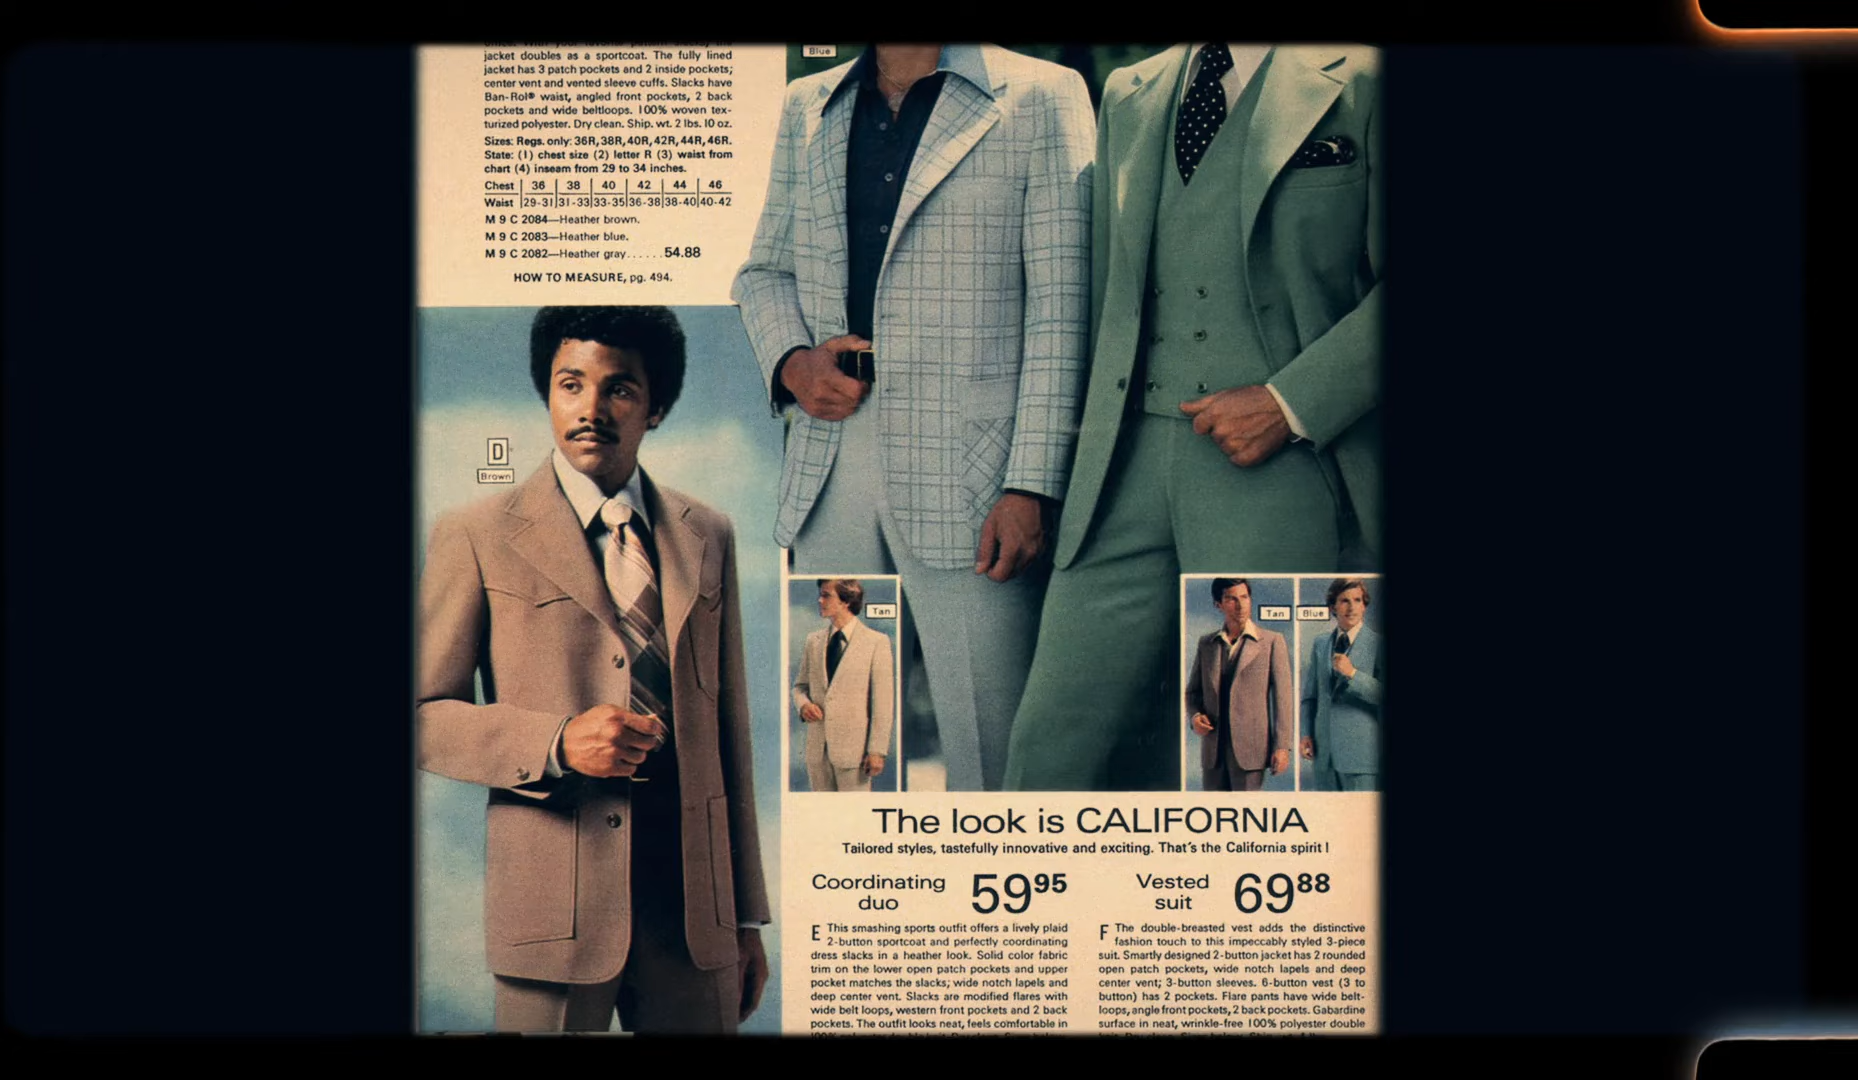 jacket doubles as a sportcoat. The fully lined
jacket has 3 patch pockets and 2 inside pockets;
center vent and vented sleeve cuffs. Slacks have
Ban-Rol® waist, angled front pockets, 2 back
pockets and wide beltloops. 100% woven tex-
turized polyester. Dry clean. Ship. wt. 2 lbs. 10 oz.
Sizes: Regs. only: 36R, 38R, 40R, 42R, 44R, 46R.
State: (1) chest size (2) letter R (3) waist from
chart (4) inseam from 29 to 34 inches.
Chest 36 38 40 42 44 46
Waist 29-31 31-33 33-35 36-38 38-40 40-42
M 9 C 2084—Heather brown.
M 9 C 2083—Heather blue.
M 9 C 2082—Heather gray......54.88
HOW TO MEASURE, pg. 494.
Blue
D
Brown
Tan
Tan
Blue
The look is CALIFORNIA
Tailored styles, tastefully innovative and exciting. That's the California spirit!
Coordinating
duo
59 95
E This smashing sports outfit offers a lively plaid
2-button sportcoat and perfectly coordinating
dress slacks in a heather look. Solid color fabric
trim on the lower open patch pockets and upper
pocket matches the slacks; wide notch lapels and
deep center vent. Slacks are modified flares with
wide belt loops, western front pockets and 2 back
pockets. The outfit looks neat, feels comfortable in
Vested
suit
69 88
F The double-breasted vest adds the distinctive
fashion touch to this impeccably styled 3-piece
suit. Smartly designed 2-button jacket has 2 rounded
open patch pockets, wide notch lapels and deep
center vent; 3-button sleeves. 6-button vest (3 to
button) has 2 pockets. Flare pants have wide belt-
loops, angle front pockets, 2 back pockets. Gabardine
surface in neat, wrinkle-free 100% polyester double